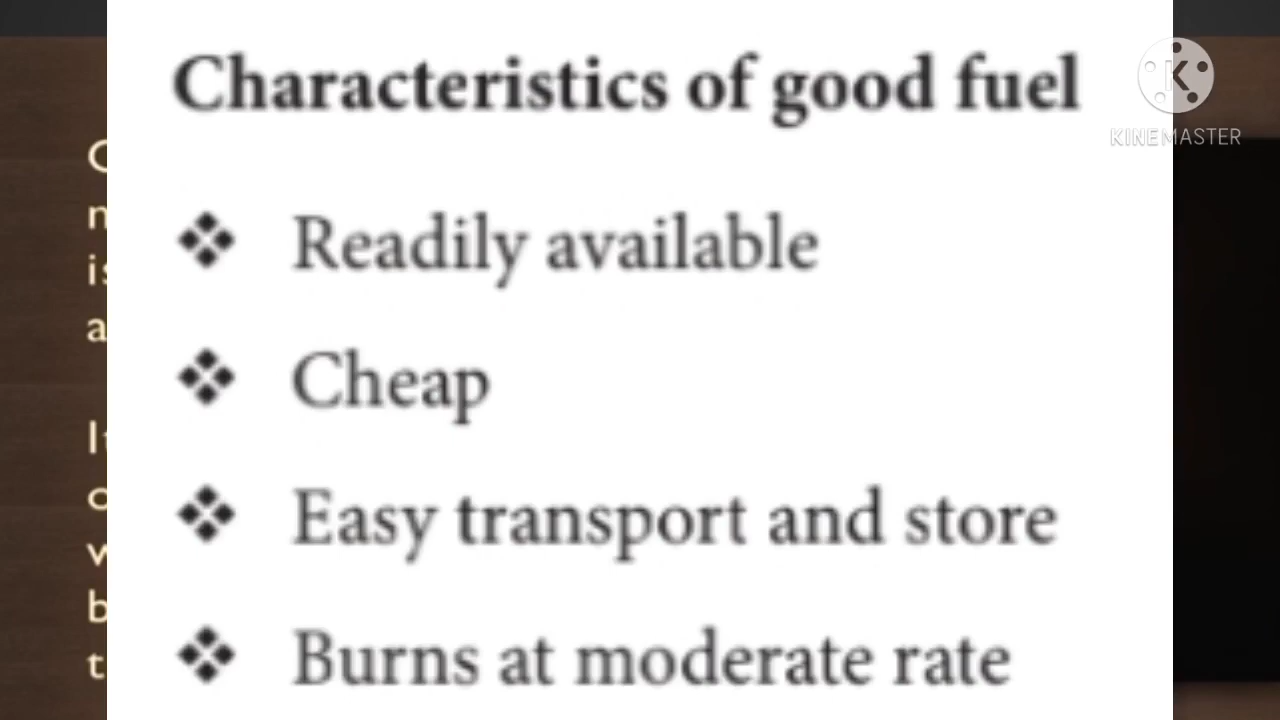 Characteristics of good fuel
K
KINEMASTER
❖ Readily available
❖ Cheap
❖ Easy transport and store
❖ Burns at moderate rate